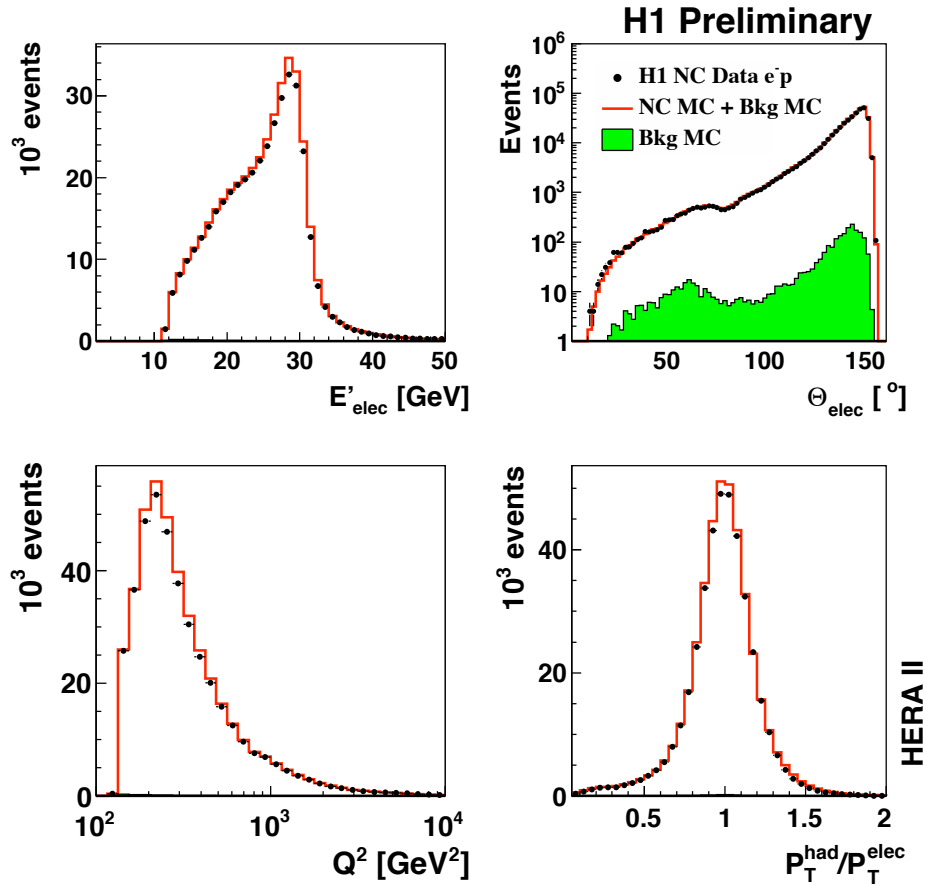 H1 Preliminary
10³ events
30
20
10
0
10 20 30 40 50
E'elec [GeV]
Events
10⁶
10⁵
10⁴
10³
10²
10
1
H1 NC Data e⁻p
NC MC + Bkg MC
Bkg MC
50 100 150
Θelec [°]
10³ events
40
20
0
10² 10³ 10⁴
Q² [GeV²]
10³ events
40
20
0
0.5 1 1.5 2
P_T^had/P_T^elec
HERA II